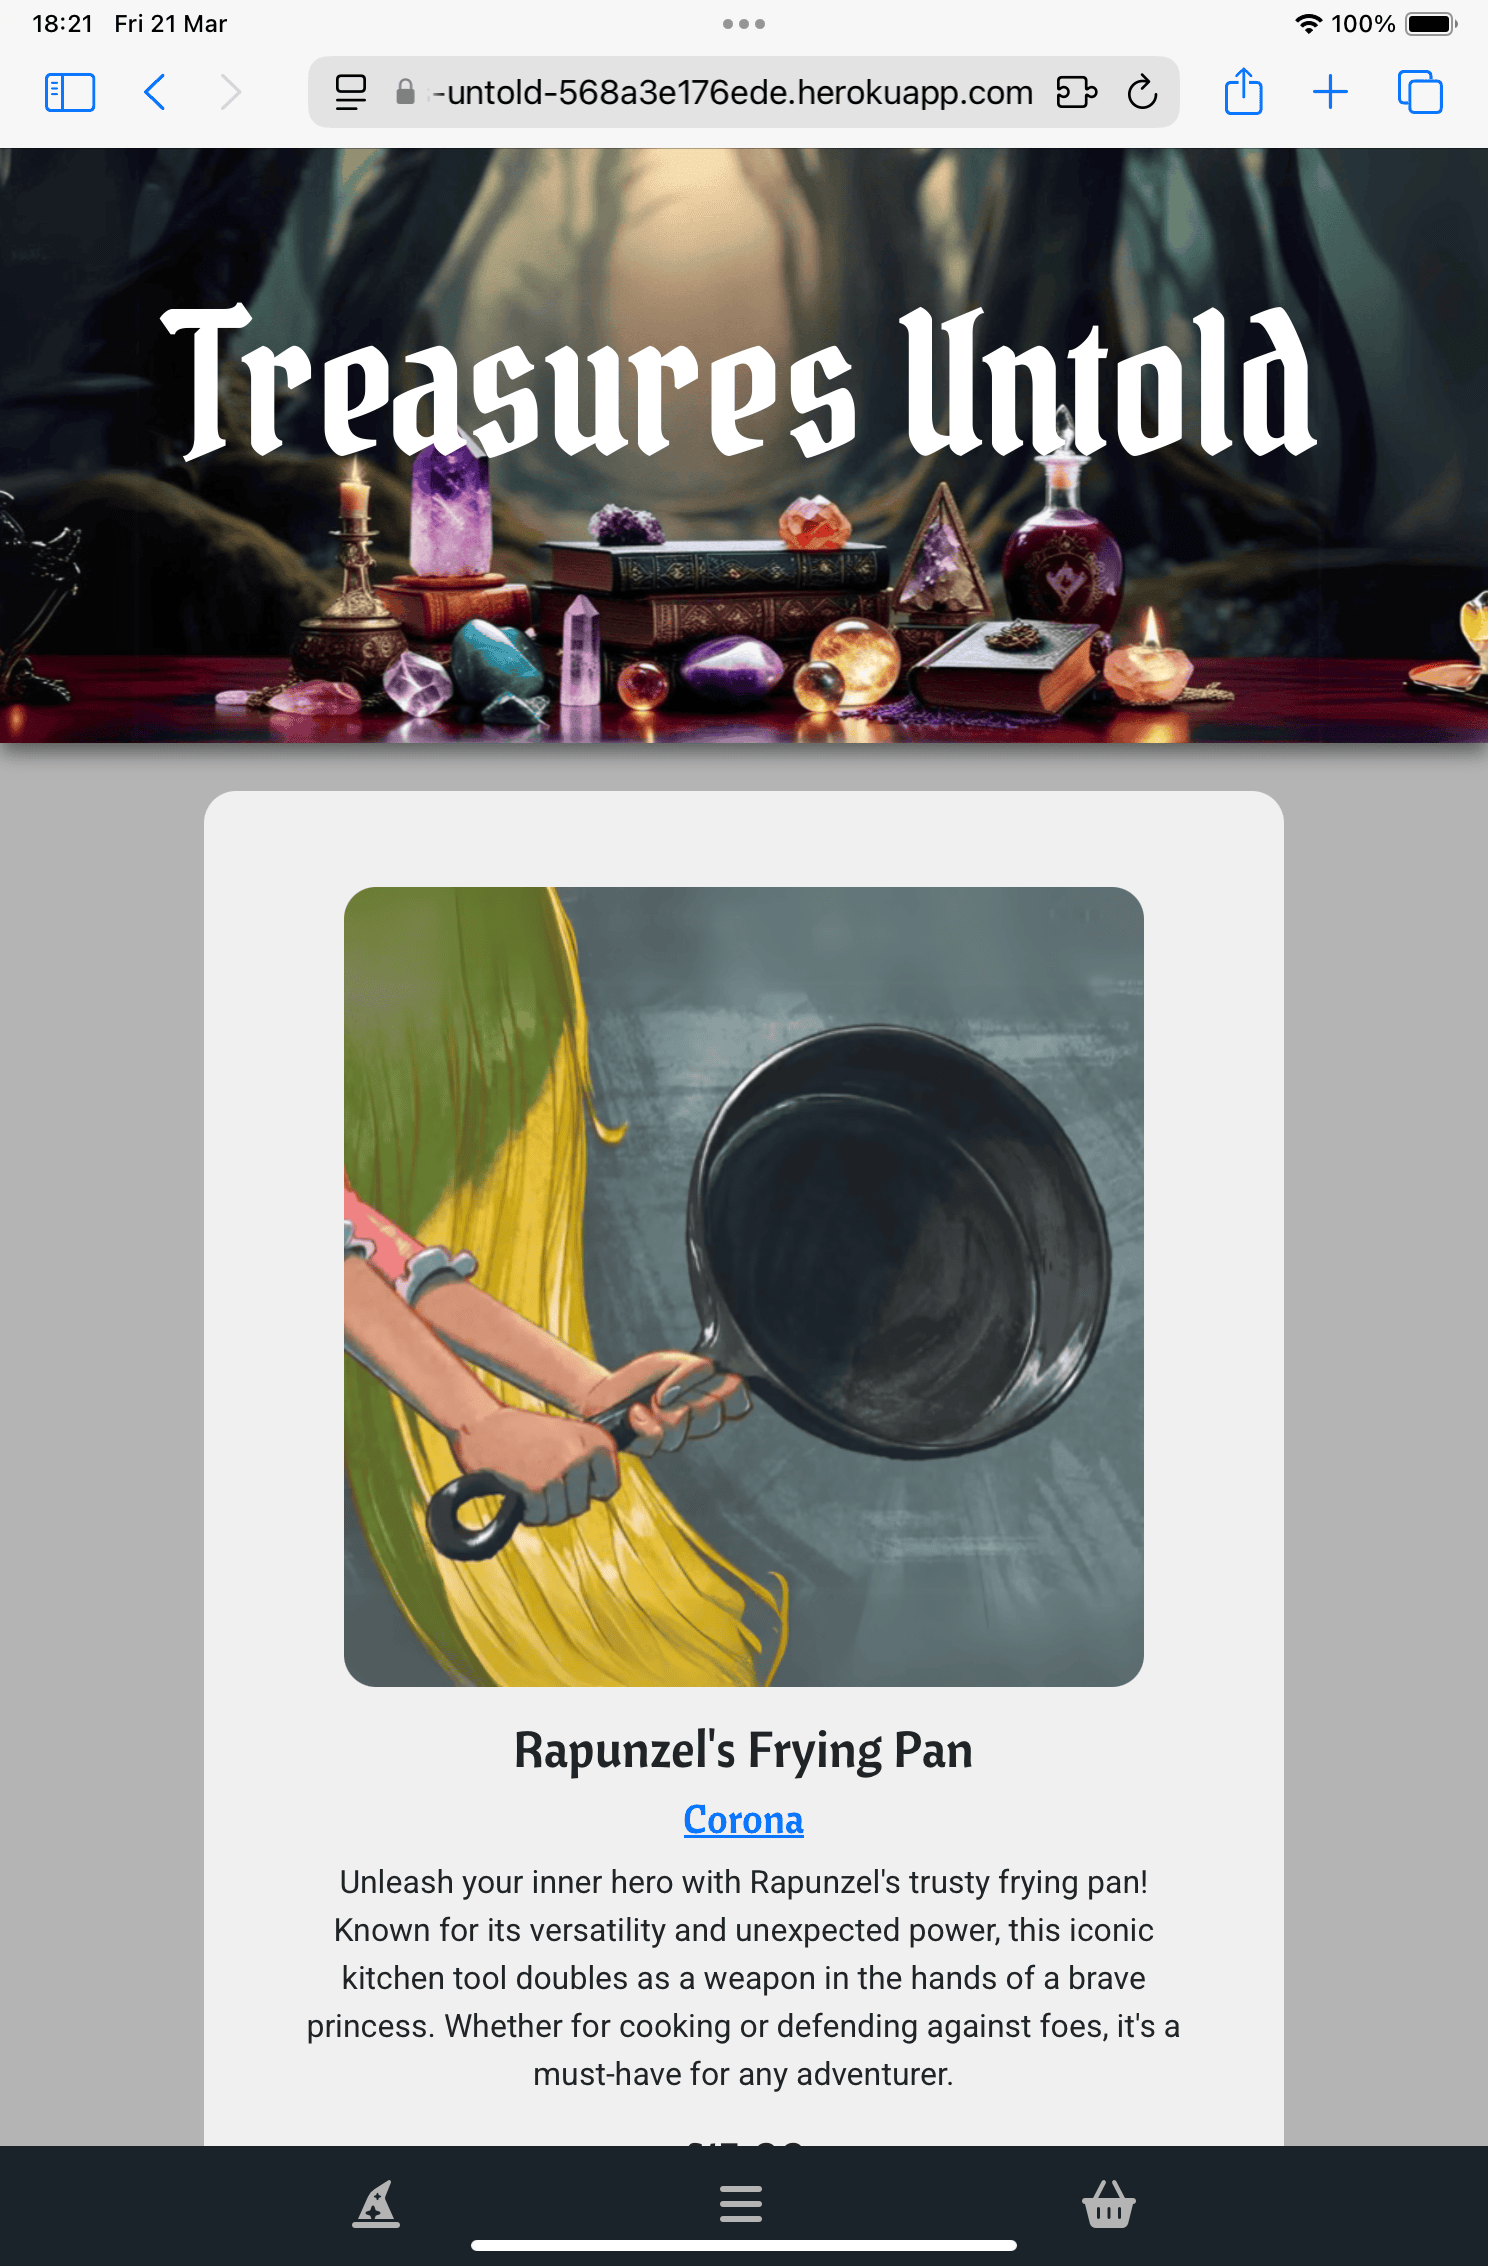 18:21 Fri 21 Mar
100%
-untold-568a3e176ede.herokuapp.com
Treasures Untold
Rapunzel's Frying Pan
Corona
Unleash your inner hero with Rapunzel's trusty frying pan!
Known for its versatility and unexpected power, this iconic
kitchen tool doubles as a weapon in the hands of a brave
princess. Whether for cooking or defending against foes, it's a
must-have for any adventurer.